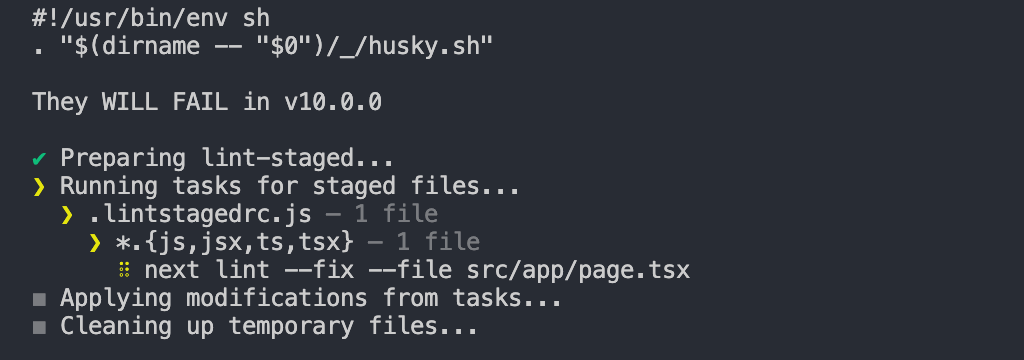 #!/usr/bin/env sh
. "$(dirname -- "$0")/_/husky.sh"
They WILL FAIL in v10.0.0
✔ Preparing lint-staged...
❯ Running tasks for staged files...
❯ .lintstagedrc.js — 1 file
❯ *.{js,jsx,ts,tsx} — 1 file
⠿ next lint --fix --file src/app/page.tsx
■ Applying modifications from tasks...
■ Cleaning up temporary files...